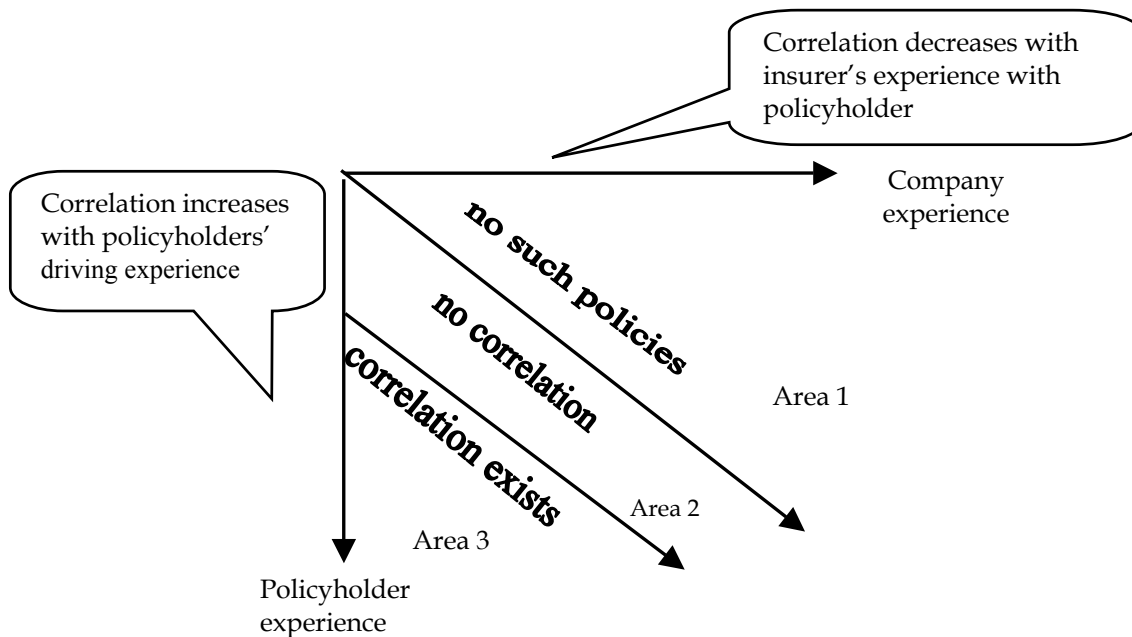 Correlation decreases with
insurer’s experience with
policyholder
Company
experience
Correlation increases
with policyholders’
driving experience
no such policies
no correlation
correlation exists
Area 1
Area 2
Area 3
Policyholder
experience